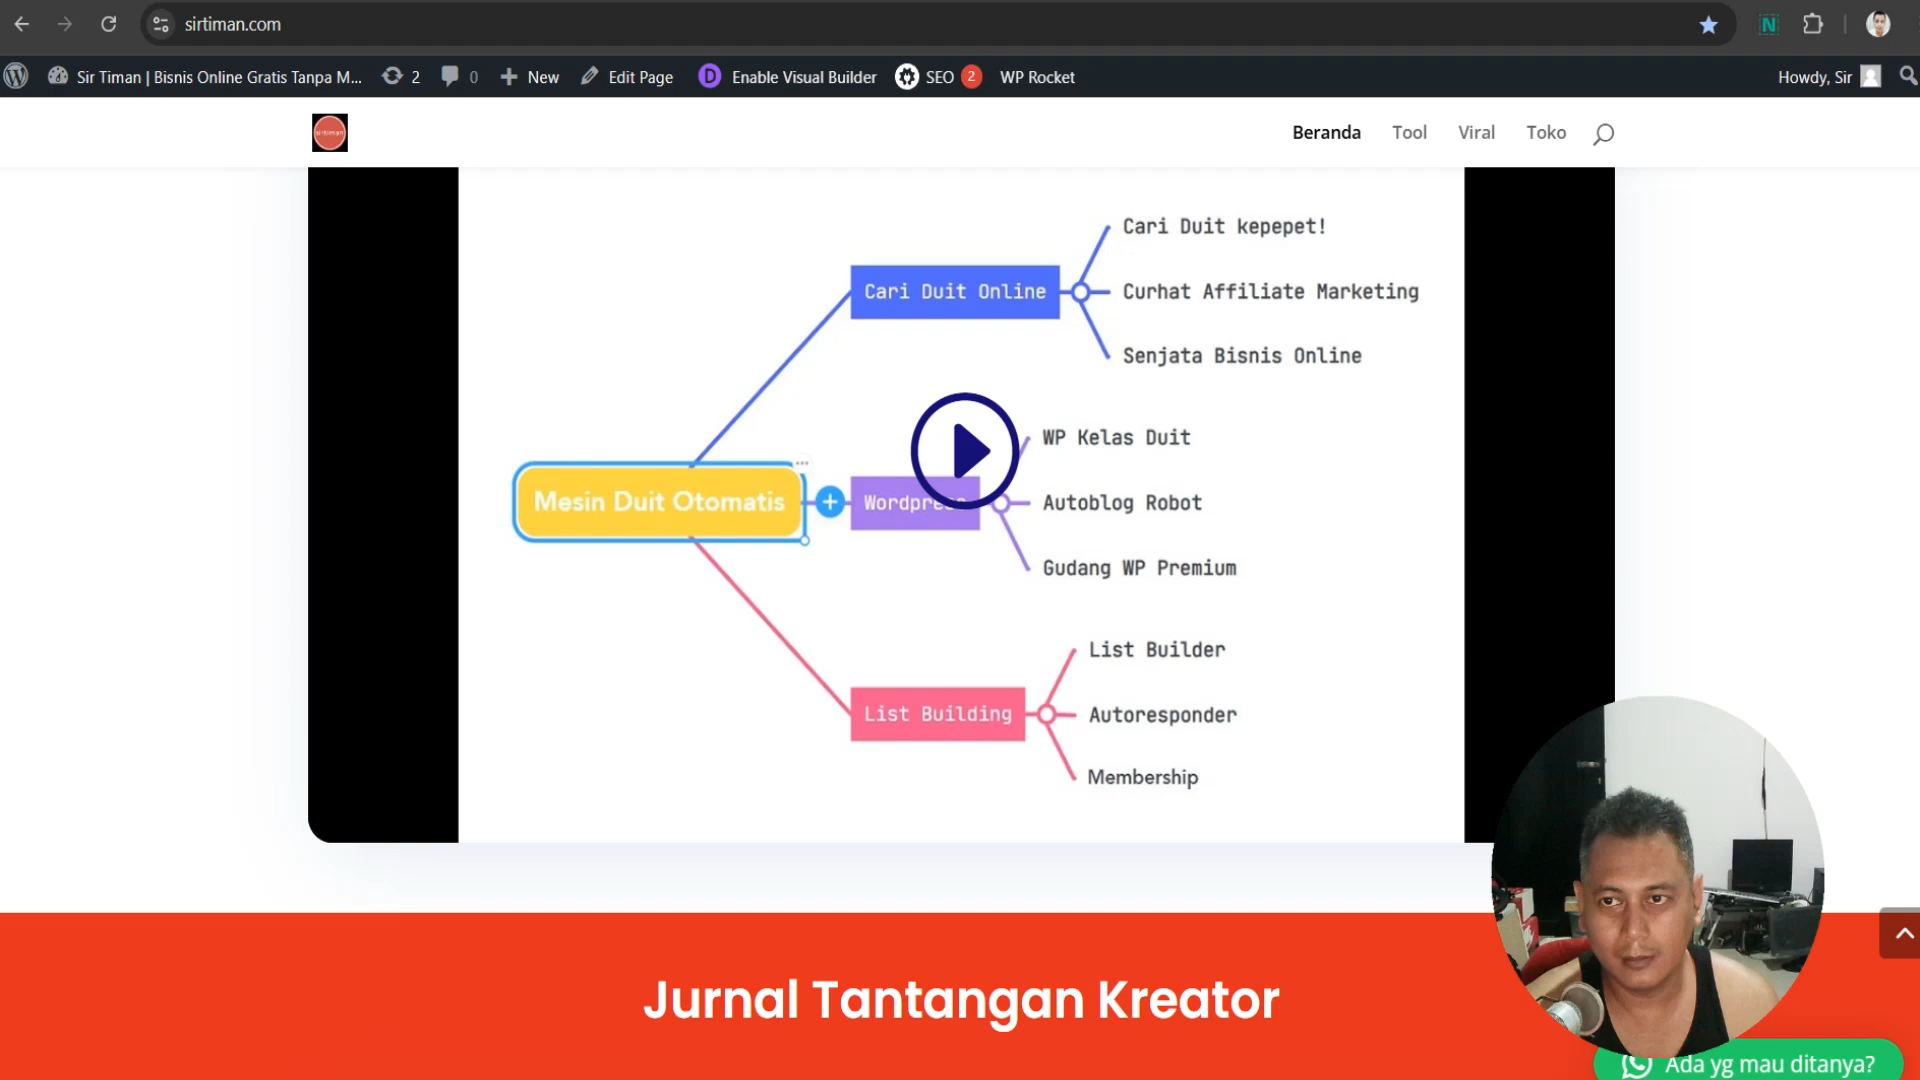 sirtiman.com
Sir Timan | Bisnis Online Gratis Tanpa M... 2 0 New Edit Page D Enable Visual Builder SEO 2 WP Rocket Howdy, Sir
sirtiman
Beranda Tool Viral Toko
Cari Duit kepepet!
Cari Duit Online
Curhat Affiliate Marketing
Senjata Bisnis Online
WP Kelas Duit
Mesin Duit Otomatis
Autoblog Robot
Gudang WP Premium
List Builder
List Building
Autoresponder
Membership
Jurnal Tantangan Kreator
Ada yg mau ditanya?